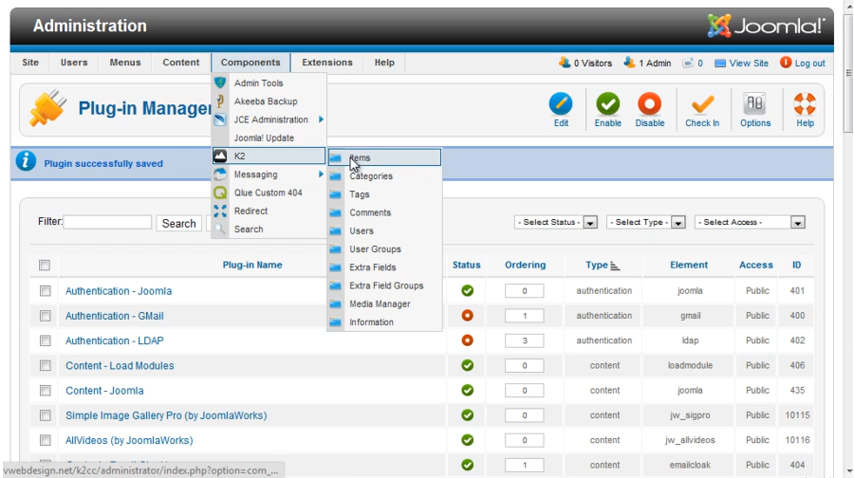 Administration
Joomla!
Site Users Menus Content Components Extensions Help
0 Visitors 1 Admin 0 View Site Log out
Plug-in Manager
Edit Enable Disable Check In Options Help
Plugin successfully saved
Admin Tools
Akeeba Backup
JCE Administration
Joomla! Update
K2
Messaging
Qlue Custom 404
Redirect
Search
Items
Categories
Tags
Comments
Users
User Groups
Extra Fields
Extra Field Groups
Media Manager
Information
Filter: Search
- Select Status - - Select Type - - Select Access -
Plug-in Name Status Ordering Type Element Access ID
Authentication - Joomla 0 authentication joomla Public 401
Authentication - GMail 1 authentication gmail Public 400
Authentication - LDAP 3 authentication ldap Public 402
Content - Load Modules 0 content loadmodule Public 406
Content - Joomla 0 content joomla Public 435
Simple Image Gallery Pro (by JoomlaWorks) 0 content jw_sigpro Public 10115
AllVideos (by JoomlaWorks) 0 content jw_allvideos Public 10116
1 content emailcloak Public 404
vwebdesign.net/k2cc/administrator/index.php?option=com_...